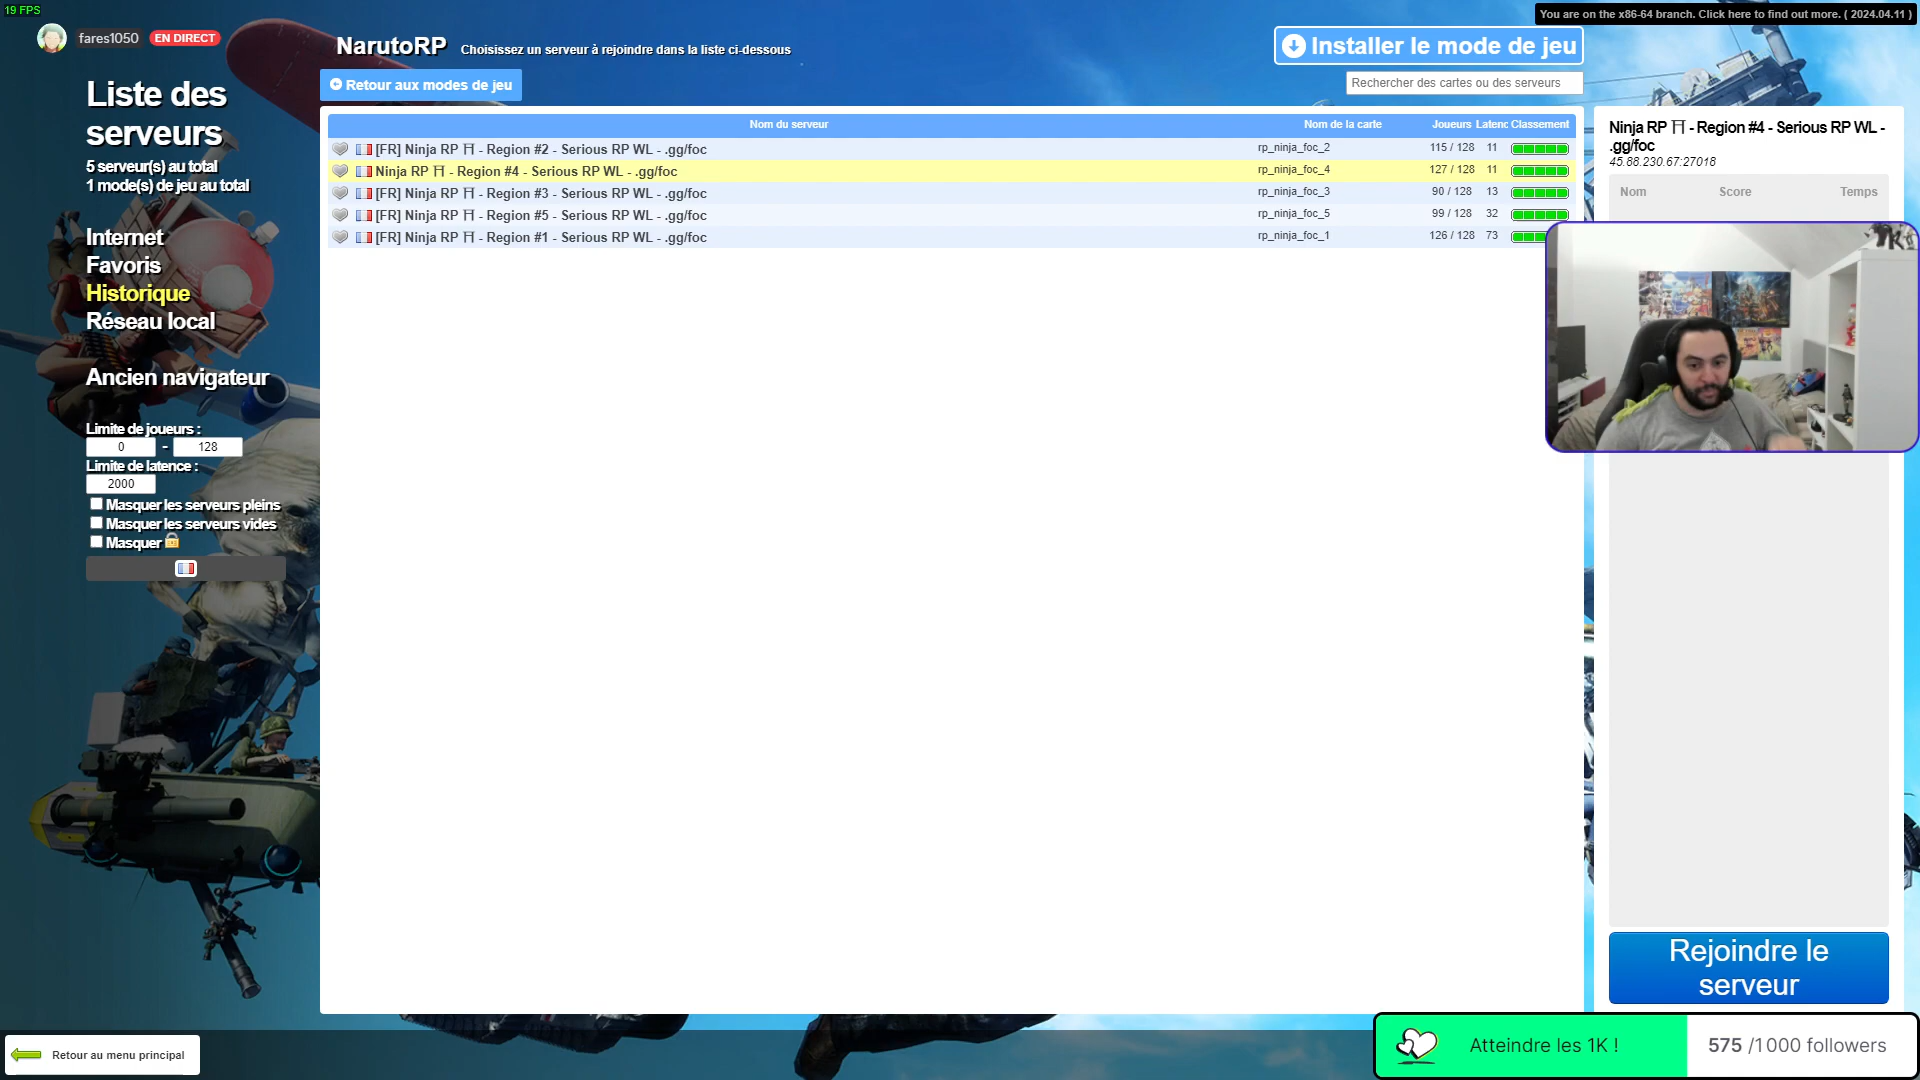 19 FPS
You are on the x86-64 branch. Click here to find out more. ( 2024.04.11 )
fares1050 EN DIRECT
NarutoRP Choisissez un serveur à rejoindre dans la liste ci-dessous
Installer le mode de jeu
Retour aux modes de jeu
Rechercher des cartes ou des serveurs
Liste des
serveurs
5 serveur(s) au total
1 mode(s) de jeu au total
Internet
Favoris
Historique
Réseau local
Ancien navigateur
Limite de joueurs :
0 - 128
Limite de latence :
2000
Masquer les serveurs pleins
Masquer les serveurs vides
Masquer
Nom du serveur Nom de la carte Joueurs Latenc Classement
[FR] Ninja RP ⛩ - Region #2 - Serious RP WL - .gg/foc rp_ninja_foc_2 115 / 128 11
Ninja RP ⛩ - Region #4 - Serious RP WL - .gg/foc rp_ninja_foc_4 127 / 128 11
[FR] Ninja RP ⛩ - Region #3 - Serious RP WL - .gg/foc rp_ninja_foc_3 90 / 128 13
[FR] Ninja RP ⛩ - Region #5 - Serious RP WL - .gg/foc rp_ninja_foc_5 99 / 128 32
[FR] Ninja RP ⛩ - Region #1 - Serious RP WL - .gg/foc rp_ninja_foc_1 126 / 128 73
Ninja RP ⛩ - Region #4 - Serious RP WL -
.gg/foc
45.88.230.67:27018
Nom Score Temps
Rejoindre le
serveur
Retour au menu principal
Atteindre les 1K ! 575 /1000 followers